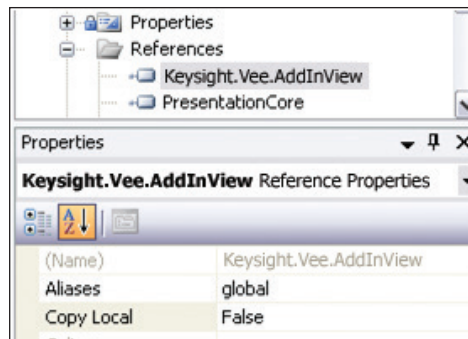 Properties
References
Keysight.Vee.AddInView
PresentationCore
Properties
Keysight.Vee.AddInView Reference Properties
(Name) Keysight.Vee.AddInView
Aliases global
Copy Local False